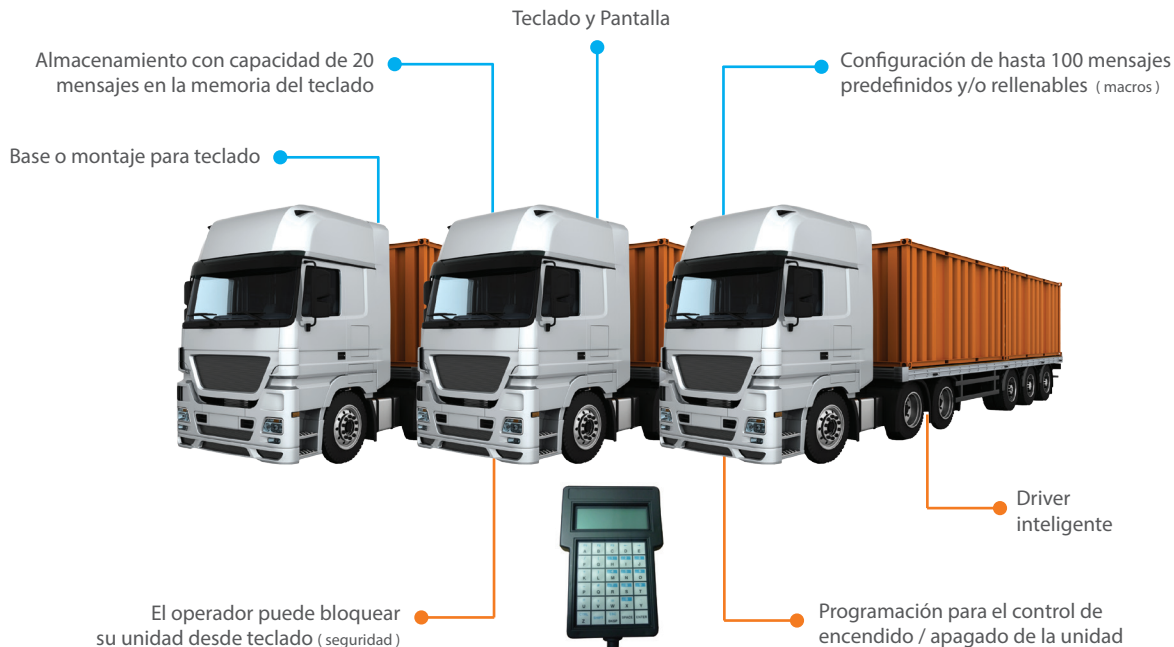 Teclado y Pantalla
Almacenamiento con capacidad de 20
mensajes en la memoria del teclado
Configuración de hasta 100 mensajes
predefinidos y/o rellenables ( macros )
Base o montaje para teclado
Driver
inteligente
El operador puede bloquear
su unidad desde teclado ( seguridad )
Programación para el control de
encendido / apagado de la unidad